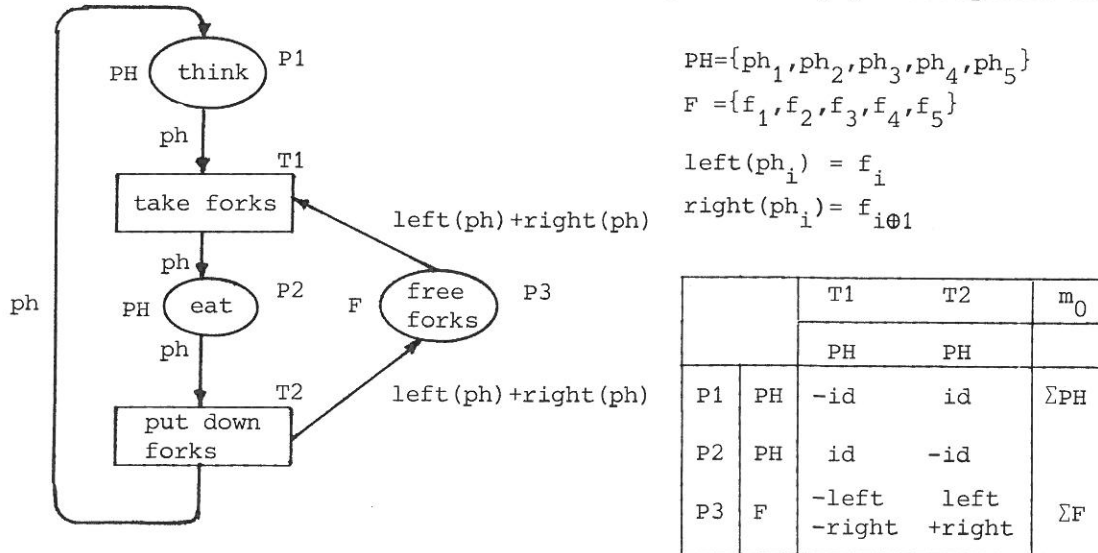 PH think P1
ph
T1
take forks
left(ph)+right(ph)
ph
PH eat P2
F free forks P3
ph
ph
T2
left(ph)+right(ph)
put down
forks
PH={ph₁,ph₂,ph₃,ph₄,ph₅}
F ={f₁,f₂,f₃,f₄,f₅}
left(phᵢ) = fᵢ
right(phᵢ)= fᵢ⊕₁
T1 T2 m₀
PH PH
P1 PH -id id ΣPH
P2 PH id -id
P3 F -left left ΣF
-right +right